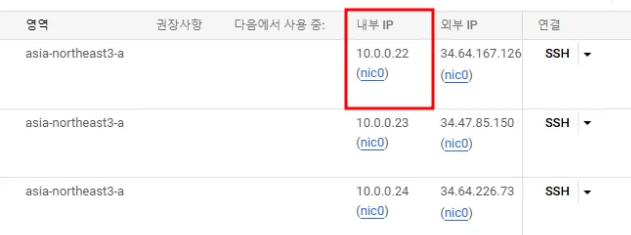 영역 권장사항 다음에서 사용 중: 내부 IP 외부 IP 연결
asia-northeast3-a 10.0.0.22 34.64.167.126 SSH
(nic0) (nic0)
asia-northeast3-a 10.0.0.23 34.47.85.150 SSH
(nic0) (nic0)
asia-northeast3-a 10.0.0.24 34.64.226.73 SSH
(nic0) (nic0)